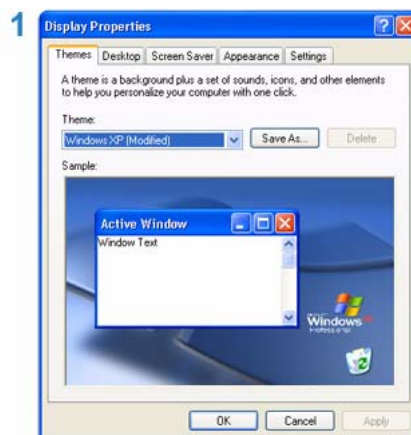 1
Display Properties
Themes Desktop Screen Saver Appearance Settings
A theme is a background plus a set of sounds, icons, and other elements
to help you personalize your computer with one click.
Theme:
Windows XP (Modified) Save As... Delete
Sample:
Active Window
Window Text
Windows
Professional
OK Cancel Apply